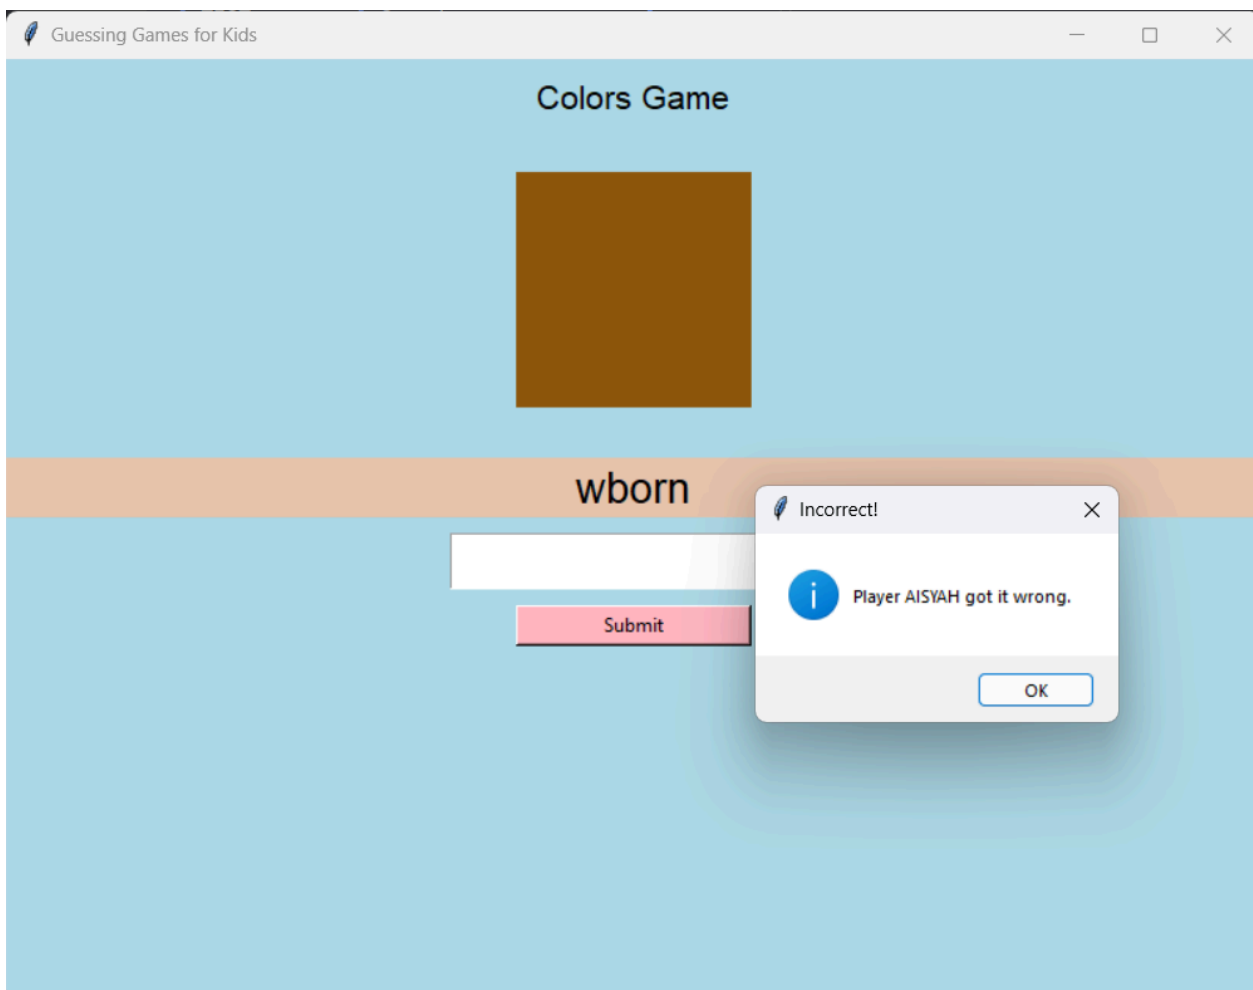 Guessing Games for Kids
Colors Game
wborn
Incorrect!
Player AISYAH got it wrong.
Submit
OK